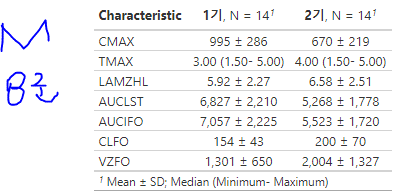 M
B군
Characteristic 1기, N = 14¹ 2기, N = 14¹
CMAX 995 ± 286 670 ± 219
TMAX 3.00 (1.50- 5.00) 4.00 (1.50- 5.00)
LAMZHL 5.92 ± 2.27 6.58 ± 2.51
AUCLST 6,827 ± 2,210 5,268 ± 1,778
AUCIFO 7,057 ± 2,225 5,523 ± 1,720
CLFO 154 ± 43 200 ± 70
VZFO 1,301 ± 650 2,004 ± 1,327
¹ Mean ± SD; Median (Minimum- Maximum)